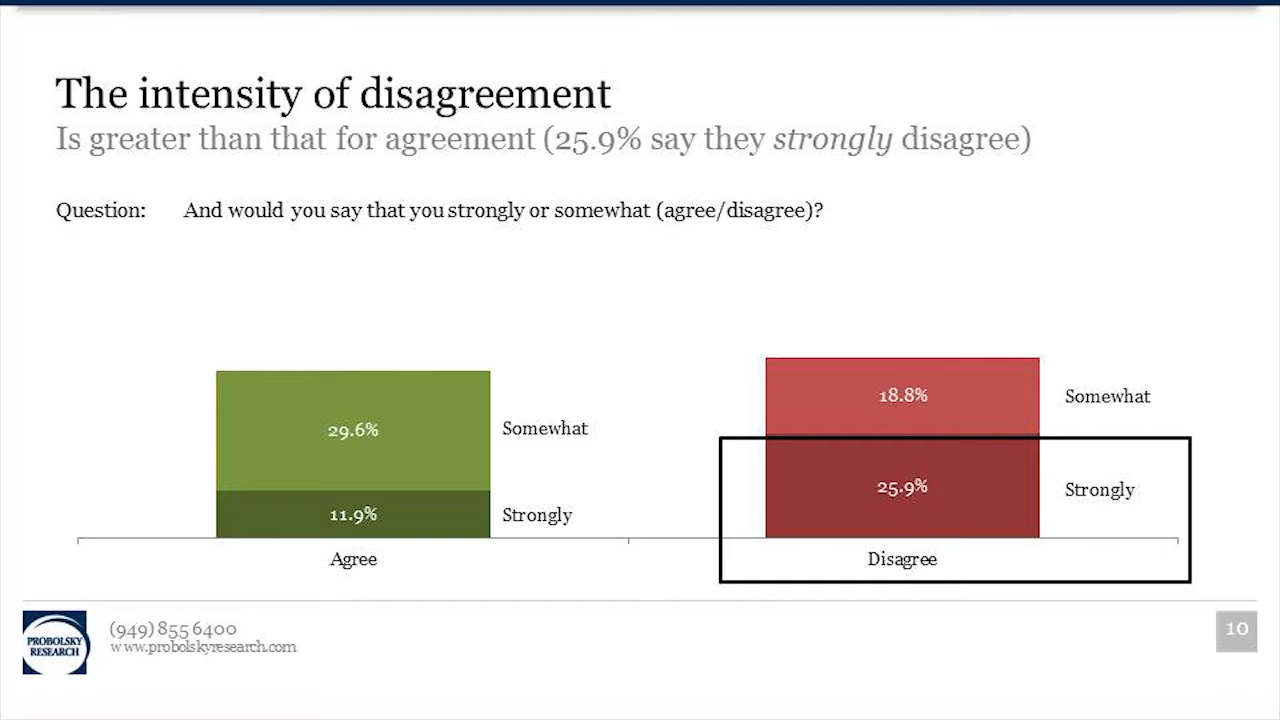 The intensity of disagreement
Is greater than that for agreement (25.9% say they strongly disagree)
Question: And would you say that you strongly or somewhat (agree/disagree)?
29.6%
Somewhat
11.9%
Strongly
Agree
18.8%
Somewhat
25.9%
Strongly
Disagree
PROBOLSKY
RESEARCH
(949) 855 6400
www.probolskyresearch.com
10